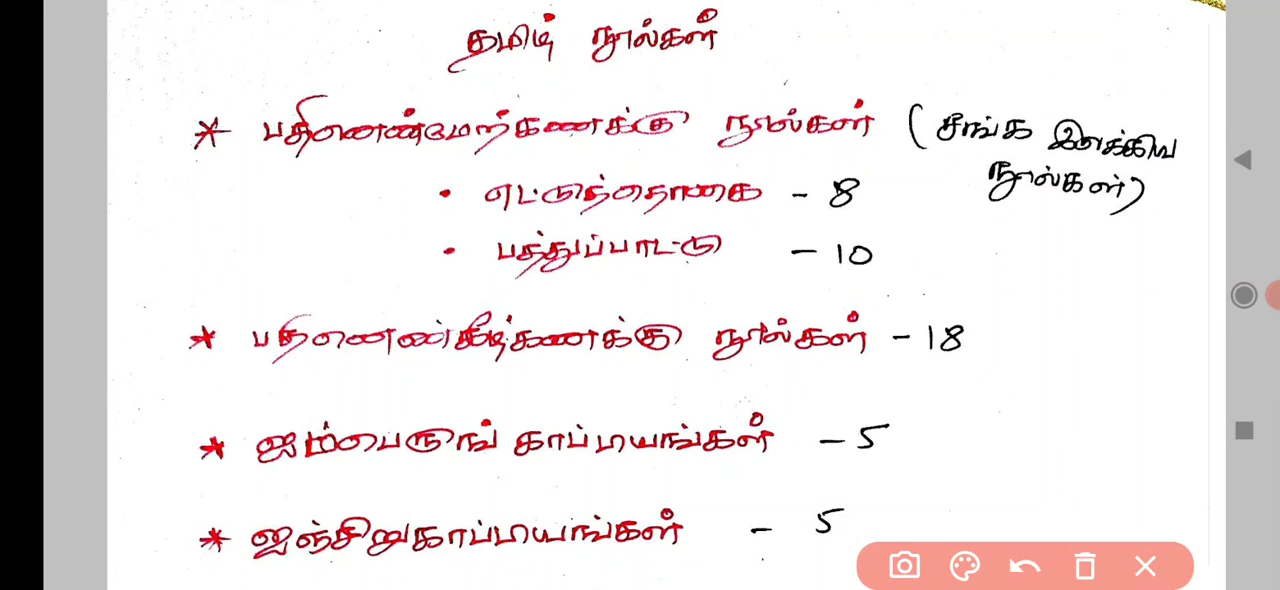 தமிழ் நூல்கள்
* பதினெண்மேற்கணக்கு நூல்கள் (சங்க இலக்கிய நூல்கள்)
• எட்டுத்தொகை - 8
• பத்துப்பாட்டு - 10
* பதினெண்கீழ்கணக்கு நூல்கள் - 18
* ஐம்பெருங் காப்பியங்கள் - 5
* ஐஞ்சிறுகாப்பியங்கள் - 5